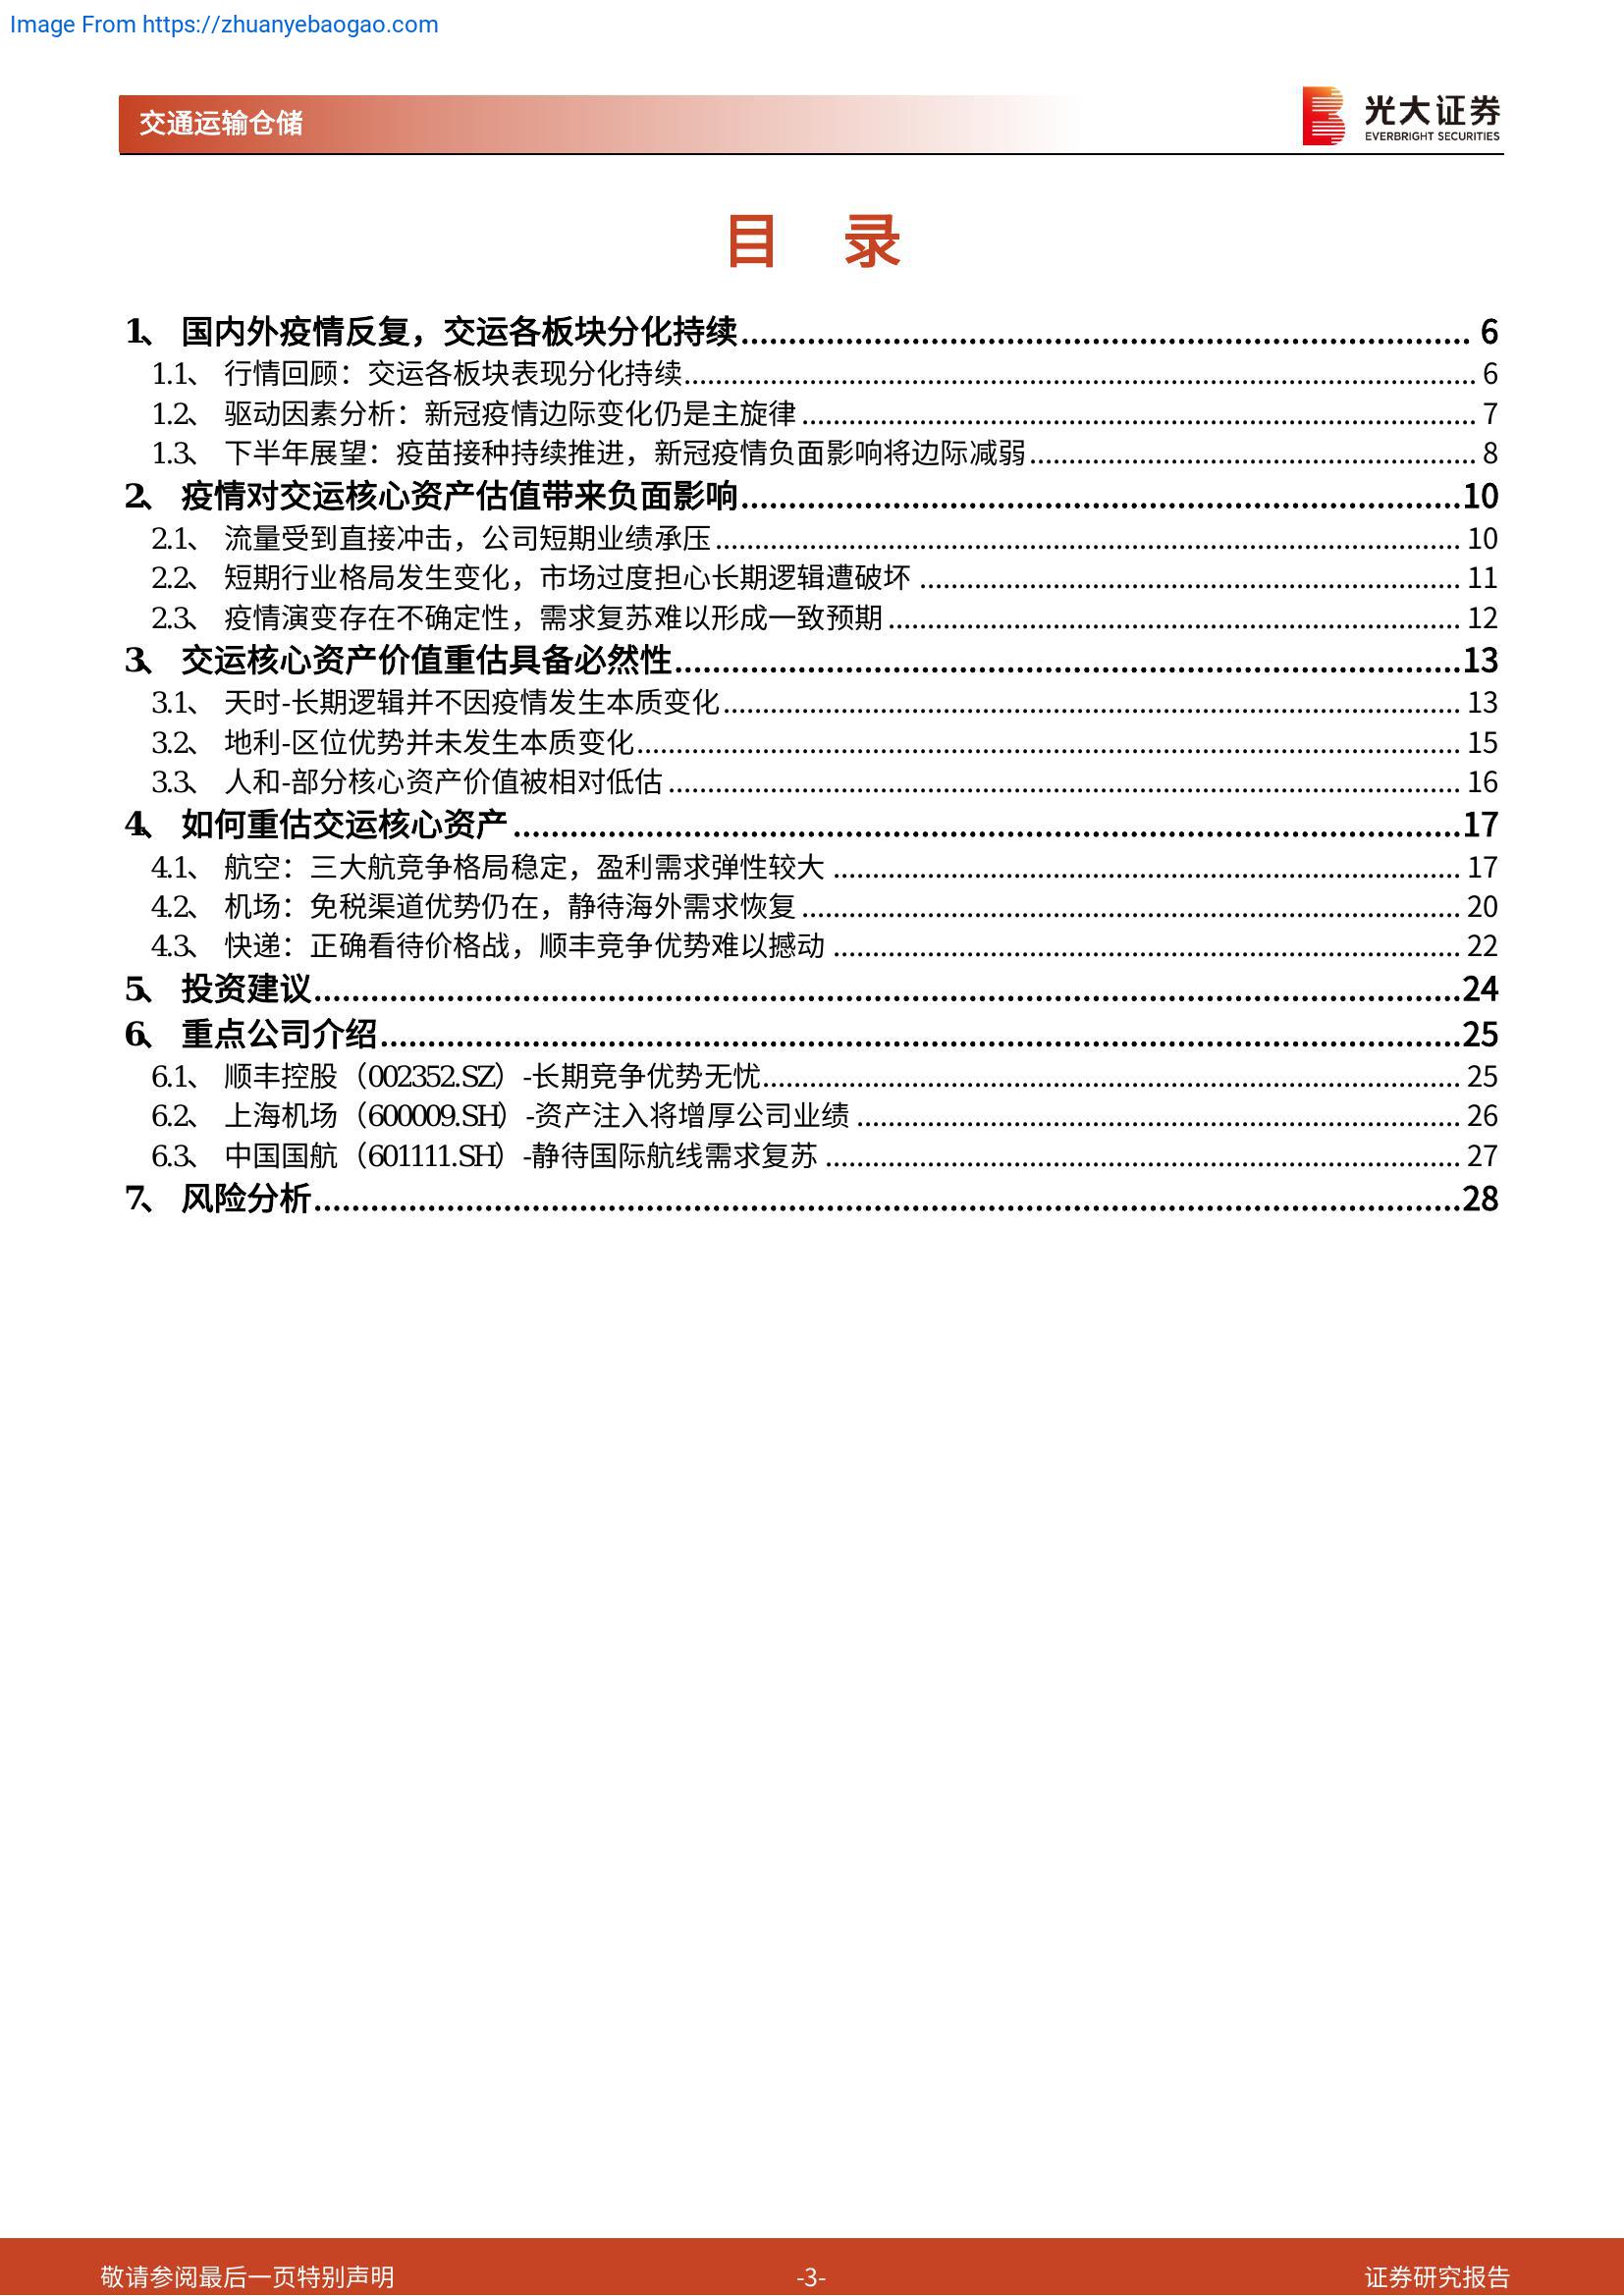 Image From https://zhuanyebaogao.com
交通运输仓储
光大证券
EVERBRIGHT SECURITIES
目 录
1、 国内外疫情反复，交运各板块分化持续 6
1.1、 行情回顾：交运各板块表现分化持续 6
1.2、 驱动因素分析：新冠疫情边际变化仍是主旋律 7
1.3、 下半年展望：疫苗接种持续推进，新冠疫情负面影响将边际减弱 8
2、 疫情对交运核心资产估值带来负面影响 10
2.1、 流量受到直接冲击，公司短期业绩承压 10
2.2、 短期行业格局发生变化，市场过度担心长期逻辑遭破坏 11
2.3、 疫情演变存在不确定性，需求复苏难以形成一致预期 12
3、 交运核心资产价值重估具备必然性 13
3.1、 天时-长期逻辑并不因疫情发生本质变化 13
3.2、 地利-区位优势并未发生本质变化 15
3.3、 人和-部分核心资产价值被相对低估 16
4、 如何重估交运核心资产 17
4.1、 航空：三大航竞争格局稳定，盈利需求弹性较大 17
4.2、 机场：免税渠道优势仍在，静待海外需求恢复 20
4.3、 快递：正确看待价格战，顺丰竞争优势难以撼动 22
5、 投资建议 24
6、 重点公司介绍 25
6.1、 顺丰控股（002352.SZ）-长期竞争优势无忧 25
6.2、 上海机场（600009.SH）-资产注入将增厚公司业绩 26
6.3、 中国国航（601111.SH）-静待国际航线需求复苏 27
7、 风险分析 28
敬请参阅最后一页特别声明 -3- 证券研究报告